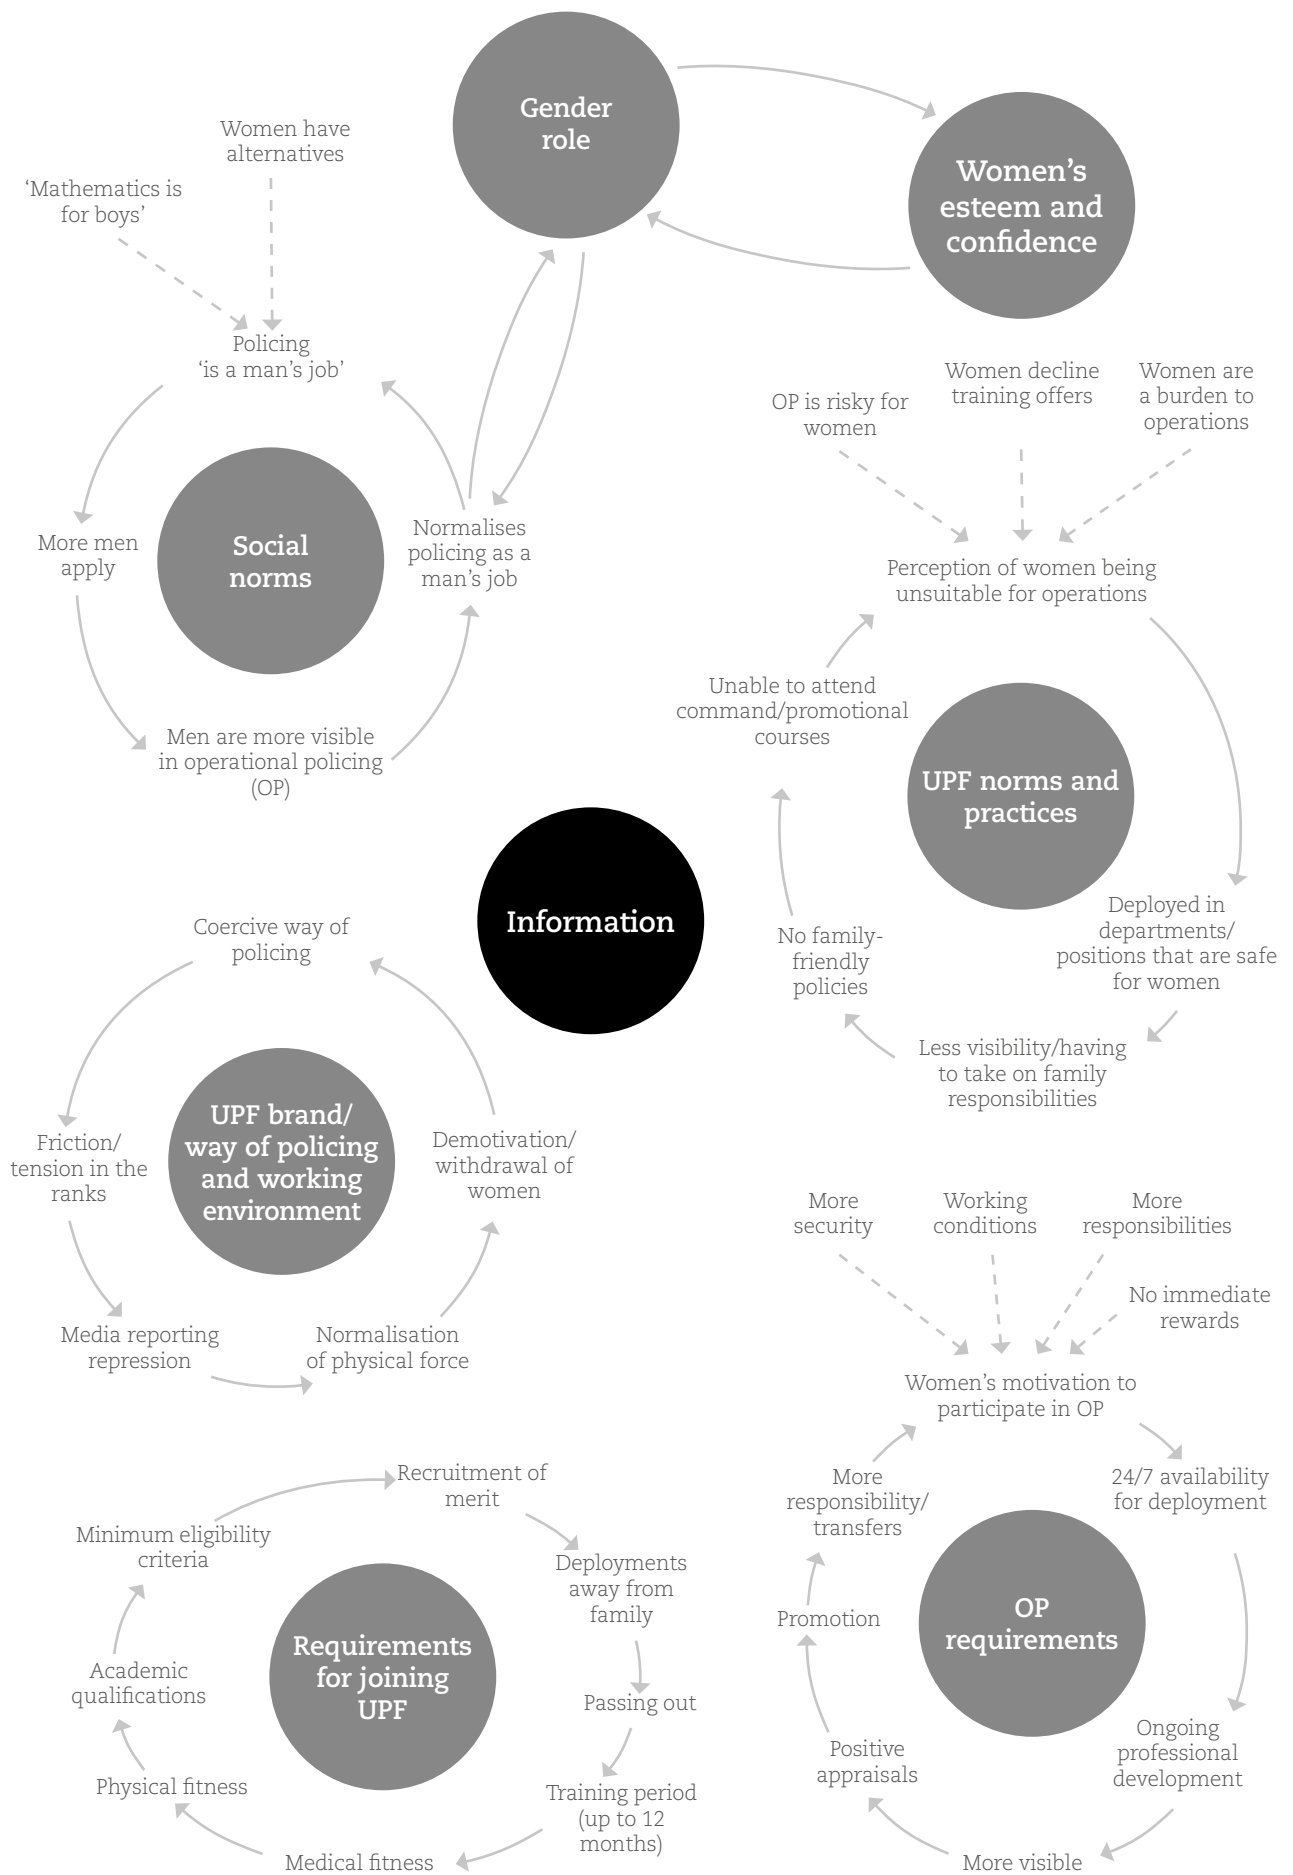 Gender
role
Women’s
esteem and
confidence
Women have
alternatives
‘Mathematics is
for boys’
Policing
‘is a man’s job’
More men
apply
Social
norms
Normalises
policing as a
man’s job
Men are more visible
in operational policing
(OP)
OP is risky for
women
Women decline
training offers
Women are
a burden to
operations
Perception of women being
unsuitable for operations
Unable to attend
command/promotional
courses
UPF norms and
practices
Deployed in
departments/
positions that are safe
for women
No family-
friendly
policies
Less visibility/having
to take on family
responsibilities
Information
Coercive way of
policing
Friction/
tension in the
ranks
UPF brand/
way of policing
and working
environment
Demotivation/
withdrawal of
women
Media reporting
repression
Normalisation
of physical force
More
security
Working
conditions
More
responsibilities
No immediate
rewards
Women’s motivation to
participate in OP
More
responsibility/
transfers
24/7 availability
for deployment
Promotion
OP
requirements
Positive
appraisals
Ongoing
professional
development
More visible
Recruitment of
merit
Minimum eligibility
criteria
Deployments
away from
family
Requirements
for joining
UPF
Academic
qualifications
Passing out
Physical fitness
Training period
(up to 12
months)
Medical fitness